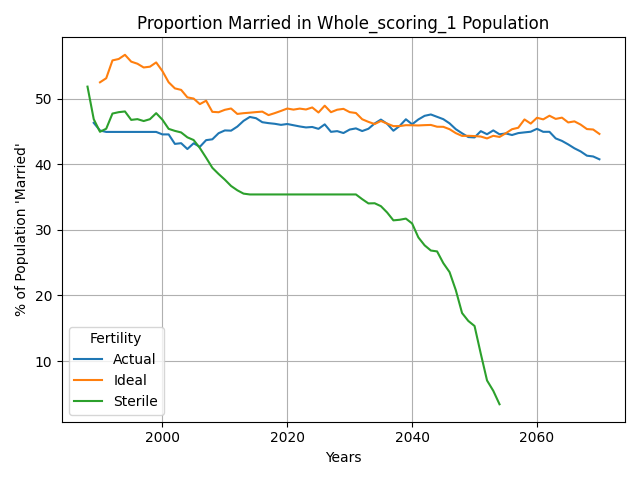 Proportion Married in Whole_scoring_1 Population
% of Population 'Married'
50
40
30
20
10
Fertility
Actual
Ideal
Sterile
2000 2020 2040 2060
Years